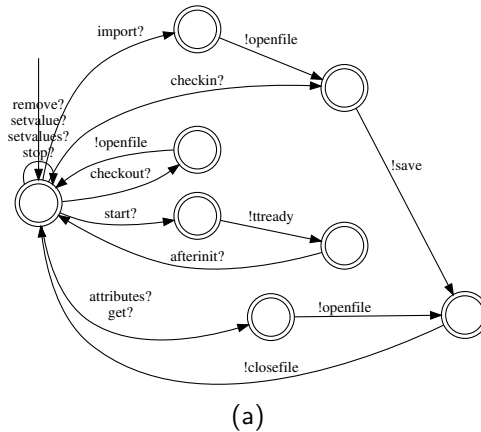 import?
!openfile
checkin?
remove?
setvalue?
setvalues?
stop?
!openfile
checkout?
!save
start?
!ttready
afterinit?
attributes?
get?
!openfile
!closefile
(a)